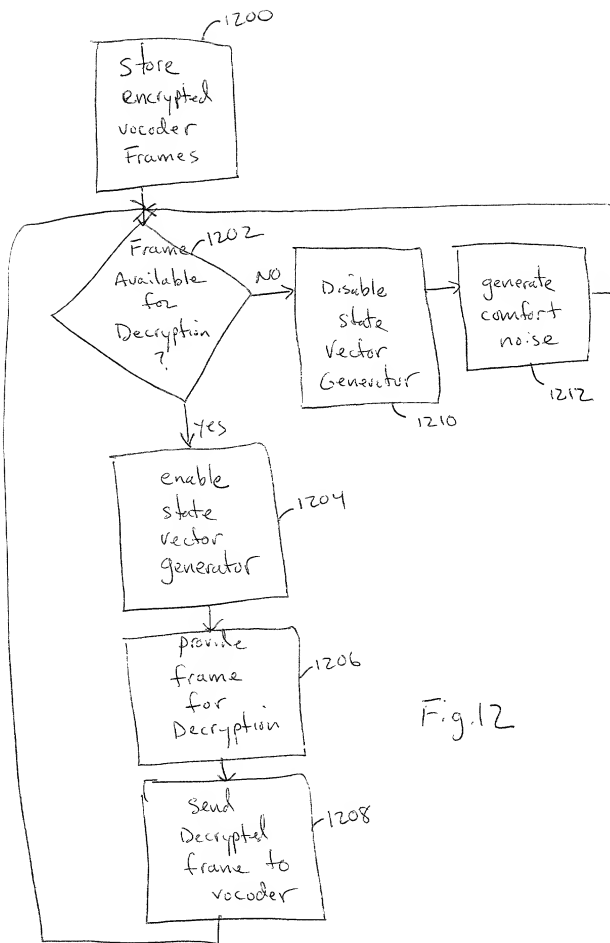 1200
Store
encrypted
vocoder
Frames
1202
Frame
Available
for
Decryption
?
NO
Disable
state
Vector
Generator
1210
generate
comfort
noise
1212
yes
enable
state
vector
generator
1204
provide
frame
for
Decryption
1206
Fig.12
send
Decrypted
frame to
vocoder
1208